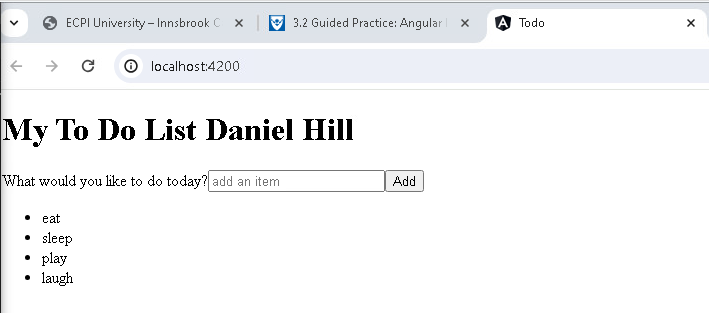 ECPI University – Innsbrook C
3.2 Guided Practice: Angular
Todo
localhost:4200
My To Do List Daniel Hill
What would you like to do today? add an item Add
eat
sleep
play
laugh